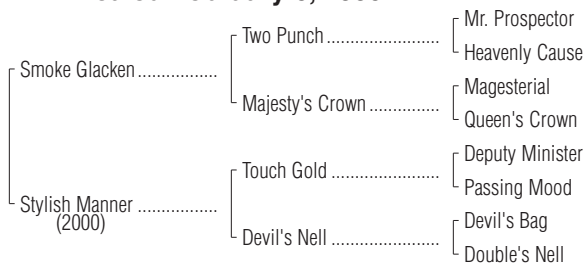 Mr. Prospector
Two Punch
Heavenly Cause
Smoke Glacken
Magesterial
Majesty's Crown
Queen's Crown
Deputy Minister
Touch Gold
Passing Mood
Stylish Manner
(2000)
Devil's Bag
Devil's Nell
Double's Nell